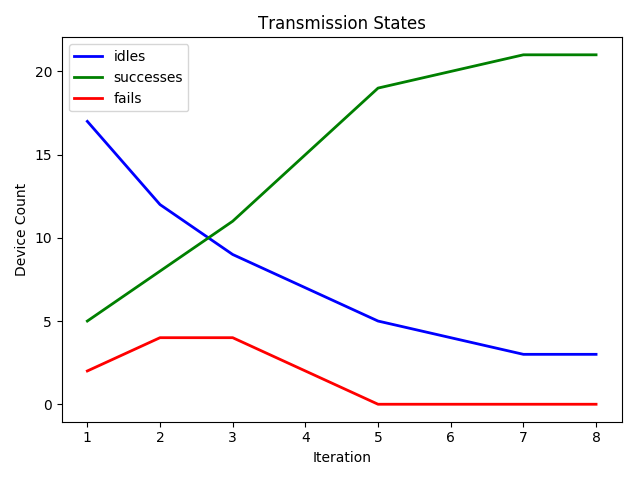 Transmission States
idles
successes
fails
20
15
10
5
0
Device Count
1 2 3 4 5 6 7 8
Iteration